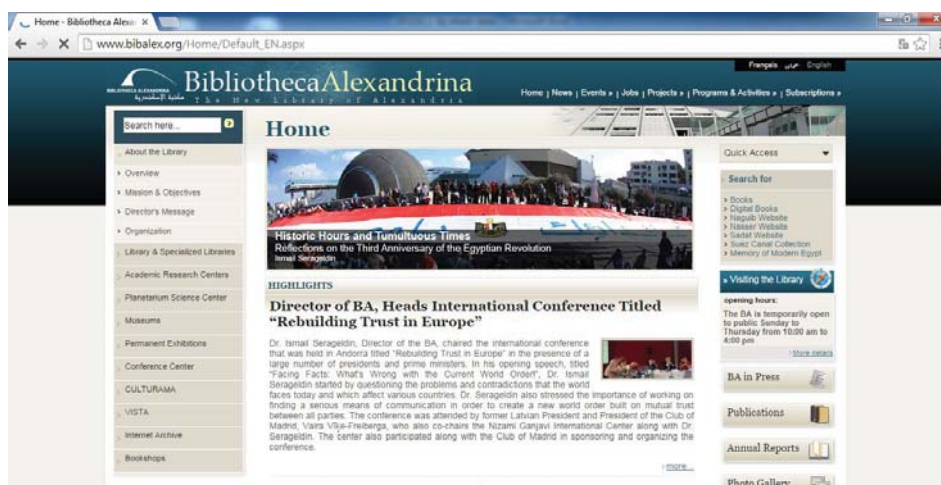 Home - Bibliotheca Alexa
www.bibalex.org/Home/Default_EN.aspx
Français عربي English
BIBLIOTHECA ALEXANDRINA
مكتبة الإسكندرية
BibliothecaAlexandrina
The New Library of Alexandria
Home | News | Events » | Jobs | Projects » | Programs & Activities » | Subscriptions »
Search here...
About the Library
Overview
Mission & Objectives
Director's Message
Organization
Library & Specialized Libraries
Academic Research Centers
Planetarium Science Center
Museums
Permanent Exhibitions
Conference Center
CULTURAMA
VISTA
Internet Archive
Bookshops
Home
Historic Hours and Tumultuous Times
Reflections on the Third Anniversary of the Egyptian Revolution
Ismail Serageldin
HIGHLIGHTS
Director of BA, Heads International Conference Titled
“Rebuilding Trust in Europe”
Dr. Ismail Serageldin, Director of the BA, chaired the international conference
that was held in Andorra titled "Rebuilding Trust in Europe" in the presence of a
large number of presidents and prime ministers. In his opening speech, titled
"Facing Facts: What's Wrong with the Current World Order!", Dr. Ismail
Serageldin started by questioning the problems and contradictions that the world
faces today and which affect various countries. Dr. Serageldin also stressed the importance of working on
finding a serious means of communication in order to create a new world order built on mutual trust
between all parties. The conference was attended by former Latvian President and President of the Club of
Madrid, Vaira Vīķe-Freiberga, who also co-chairs the Nizami Ganjavi International Center along with Dr.
Serageldin. The center also participated along with the Club of Madrid in sponsoring and organizing the
conference.
more...
Quick Access
Search for
Books
Digital Books
Naguib Website
Nasser Website
Sadat Website
Suez Canal Collection
Memory of Modern Egypt
» Visiting the Library
opening hours:
The BA is temporarily open
to public Sunday to
Thursday from 10:00 am to
4:00 pm
More details
BA in Press
Publications
Annual Reports
Photo Gallery